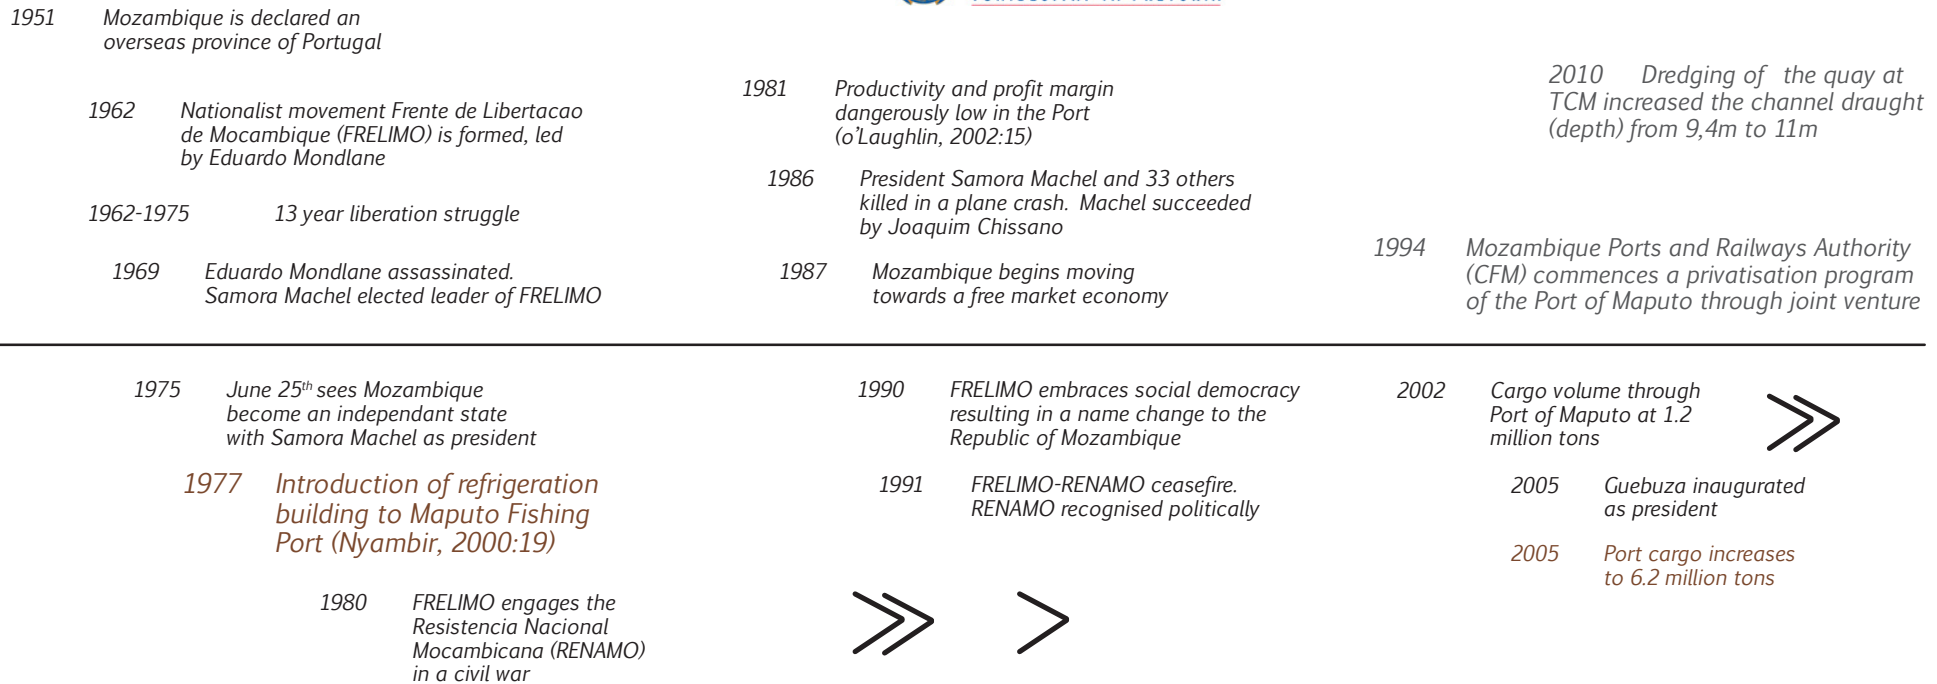 1951 Mozambique is declared an
overseas province of Portugal
1962 Nationalist movement Frente de Libertacao
de Mocambique (FRELIMO) is formed, led
by Eduardo Mondlane
1962-1975 13 year liberation struggle
1969 Eduardo Mondlane assassinated.
Samora Machel elected leader of FRELIMO
1975 June 25th sees Mozambique
become an independant state
with Samora Machel as president
1977 Introduction of refrigeration
building to Maputo Fishing
Port (Nyambir, 2000:19)
1980 FRELIMO engages the
Resistencia Nacional
Mocambicana (RENAMO)
in a civil war
1981 Productivity and profit margin
dangerously low in the Port
(o'Laughlin, 2002:15)
1986 President Samora Machel and 33 others
killed in a plane crash. Machel succeeded
by Joaquim Chissano
1987 Mozambique begins moving
towards a free market economy
1990 FRELIMO embraces social democracy
resulting in a name change to the
Republic of Mozambique
1991 FRELIMO-RENAMO ceasefire.
RENAMO recognised politically
2010 Dredging of the quay at
TCM increased the channel draught
(depth) from 9,4m to 11m
1994 Mozambique Ports and Railways Authority
(CFM) commences a privatisation program
of the Port of Maputo through joint venture
2002 Cargo volume through
Port of Maputo at 1.2
million tons
2005 Guebuza inaugurated
as president
2005 Port cargo increases
to 6.2 million tons